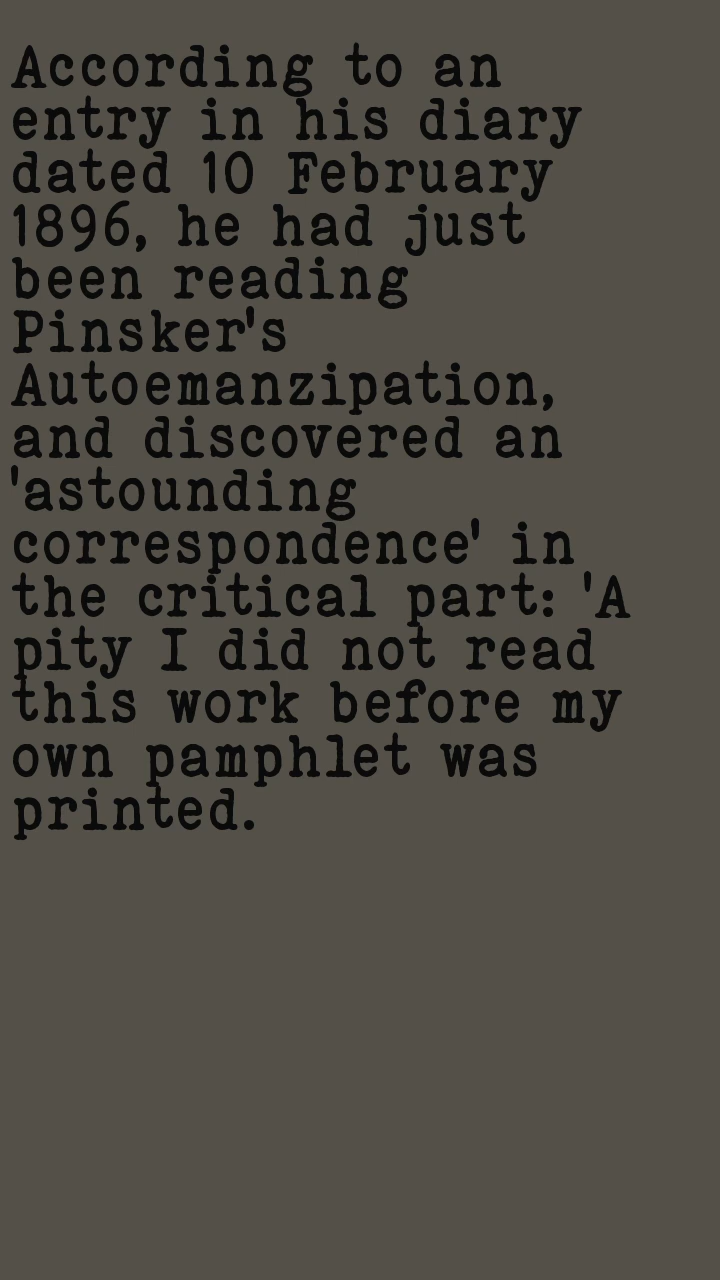 According to an
entry in his diary
dated 10 February
1896, he had just
been reading
Pinsker's
Autoemanzipation,
and discovered an
'astounding
correspondence' in
the critical part: 'A
pity I did not read
this work before my
own pamphlet was
printed.